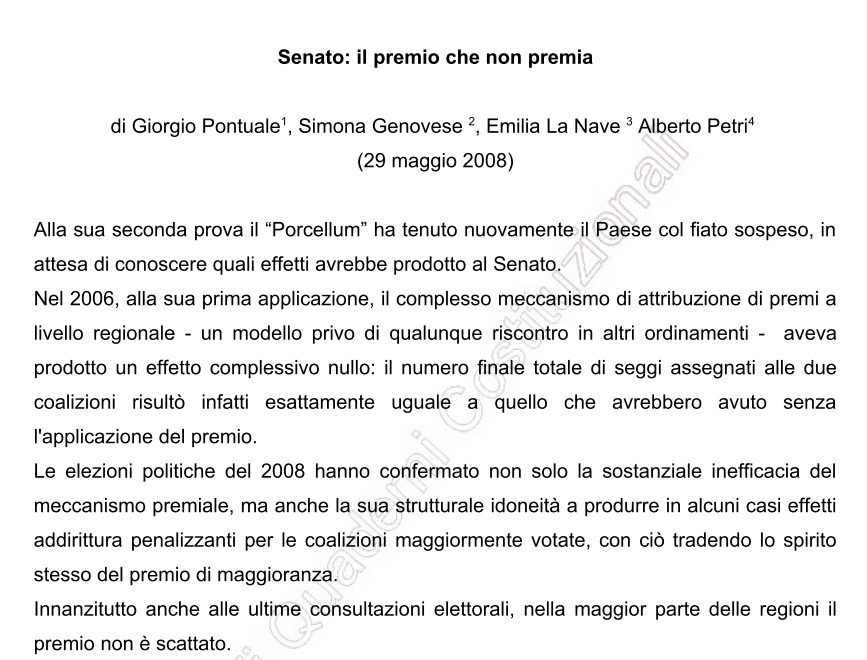 Senato: il premio che non premia
di Giorgio Pontuale1, Simona Genovese 2, Emilia La Nave 3 Alberto Petri4
(29 maggio 2008)
Alla sua seconda prova il “Porcellum” ha tenuto nuovamente il Paese col fiato sospeso, in
attesa di conoscere quali effetti avrebbe prodotto al Senato.
Nel 2006, alla sua prima applicazione, il complesso meccanismo di attribuzione di premi a
livello regionale - un modello privo di qualunque riscontro in altri ordinamenti - aveva
prodotto un effetto complessivo nullo: il numero finale totale di seggi assegnati alle due
coalizioni risultò infatti esattamente uguale a quello che avrebbero avuto senza
l'applicazione del premio.
Le elezioni politiche del 2008 hanno confermato non solo la sostanziale inefficacia del
meccanismo premiale, ma anche la sua strutturale idoneità a produrre in alcuni casi effetti
addirittura penalizzanti per le coalizioni maggiormente votate, con ciò tradendo lo spirito
stesso del premio di maggioranza.
Innanzitutto anche alle ultime consultazioni elettorali, nella maggior parte delle regioni il
premio non è scattato.
di Quaderni Costituzionali